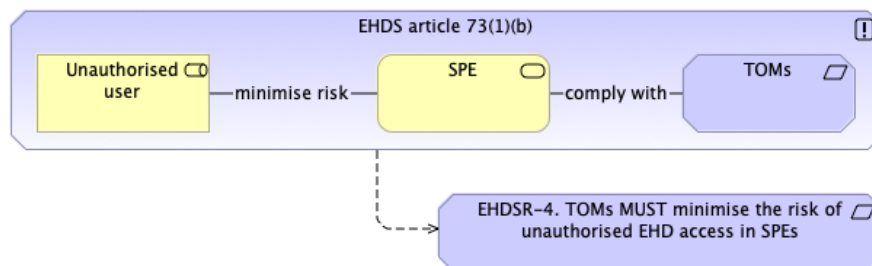 EHDS article 73(1)(b)
Unauthorised
user
minimise risk
SPE
comply with
TOMs
EHDSR-4. TOMs MUST minimise the risk of
unauthorised EHD access in SPEs